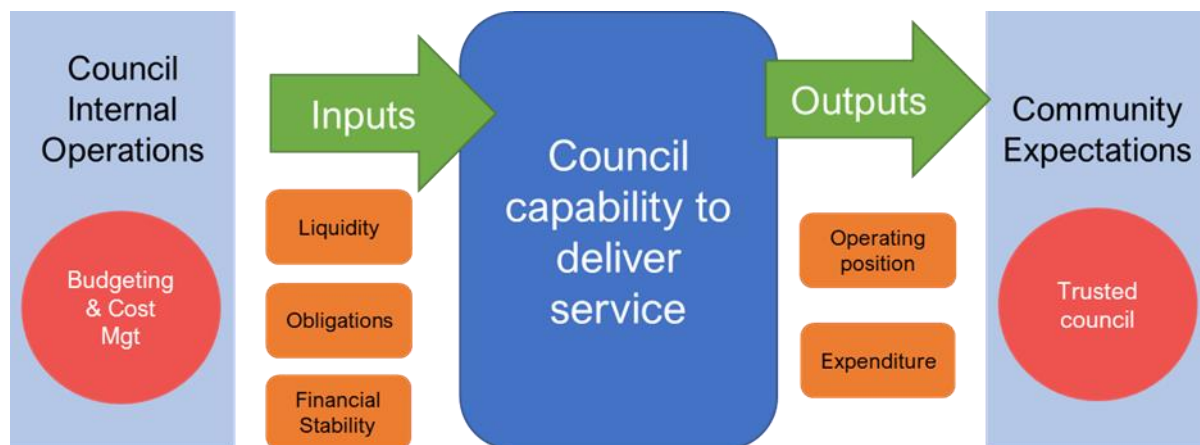 Council
Internal
Operations
Budgeting
& Cost
Mgt
Inputs
Liquidity
Obligations
Financial
Stability
Council
capability to
deliver
service
Outputs
Operating
position
Expenditure
Community
Expectations
Trusted
council